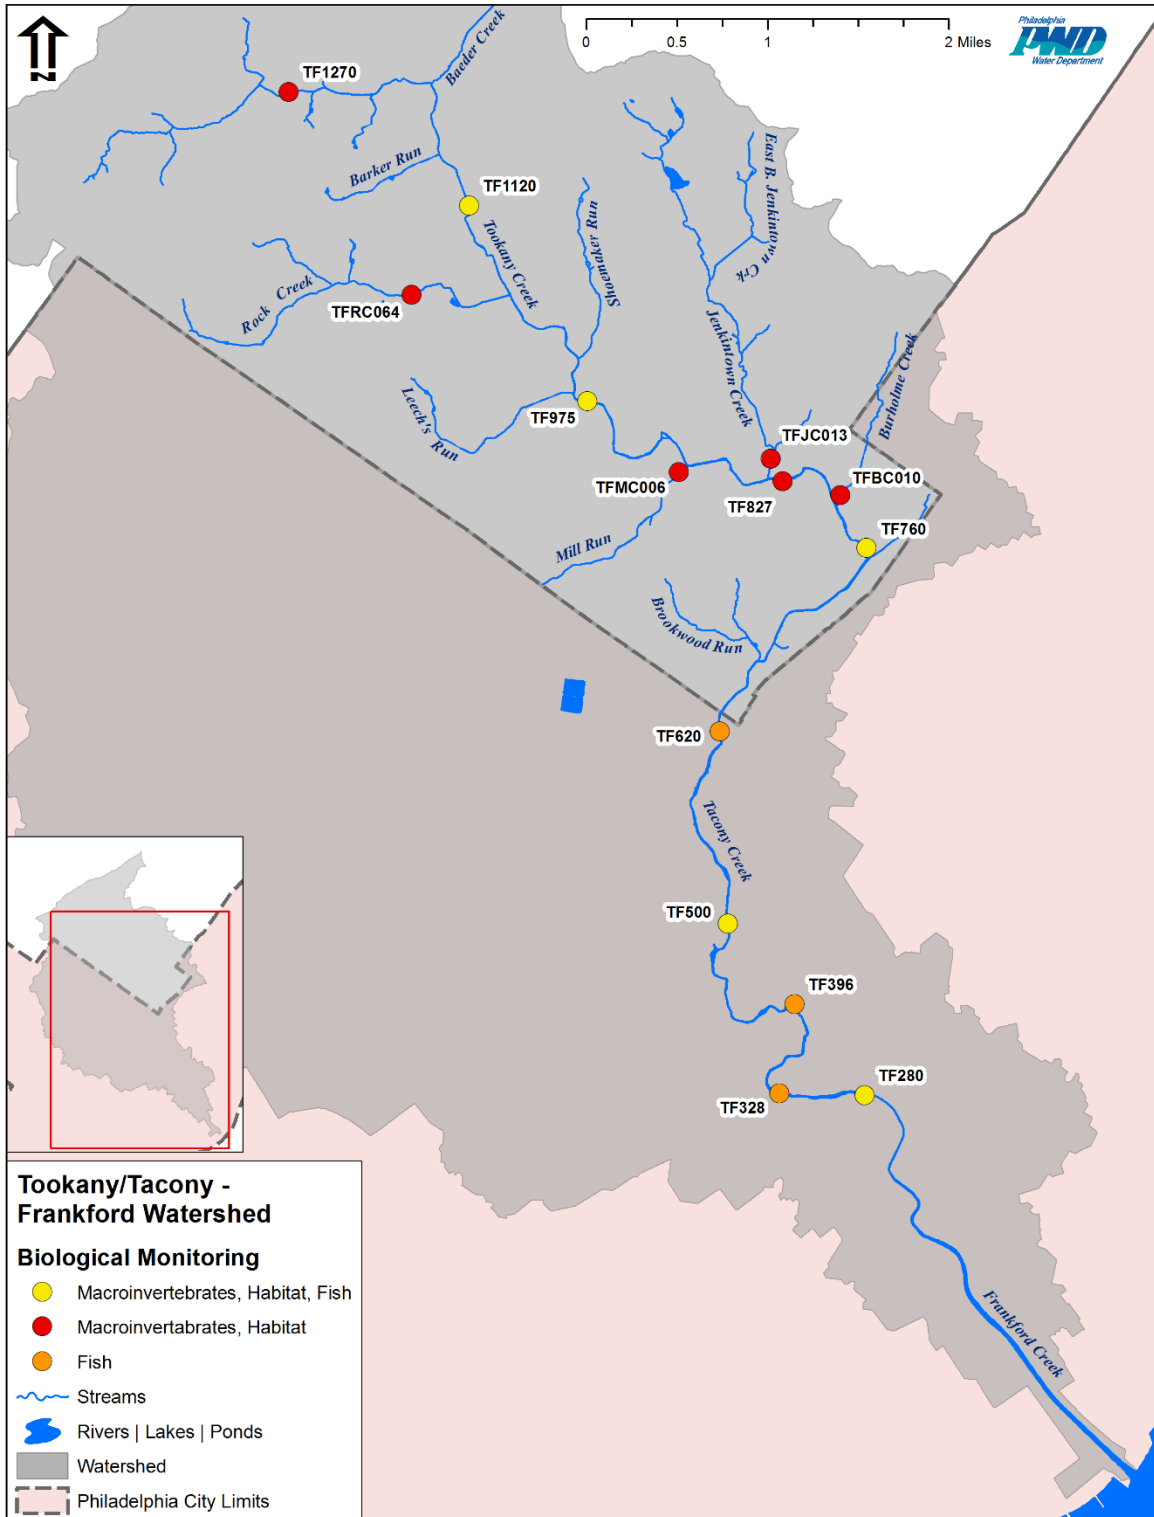 N
0 0.5 1 2 Miles
Philadelphia
PWD
Water Department
Baeder Creek
TF1270
Barker Run
TF1120
East B. Jenkintown Crk
Shoemaker Run
Tookany Creek
Rock Creek
TFRC064
Jenkintown Creek
Burholme Creek
Leech's Run
TF975
TFJC013
TFMC006
TF827
TFBC010
TF760
Mill Run
Brookwood Run
TF620
Tacony Creek
TF500
TF396
TF280
TF328
Frankford Creek
Tookany/Tacony -
Frankford Watershed
Biological Monitoring
Macroinvertebrates, Habitat, Fish
Macroinvertabrates, Habitat
Fish
Streams
Rivers | Lakes | Ponds
Watershed
Philadelphia City Limits